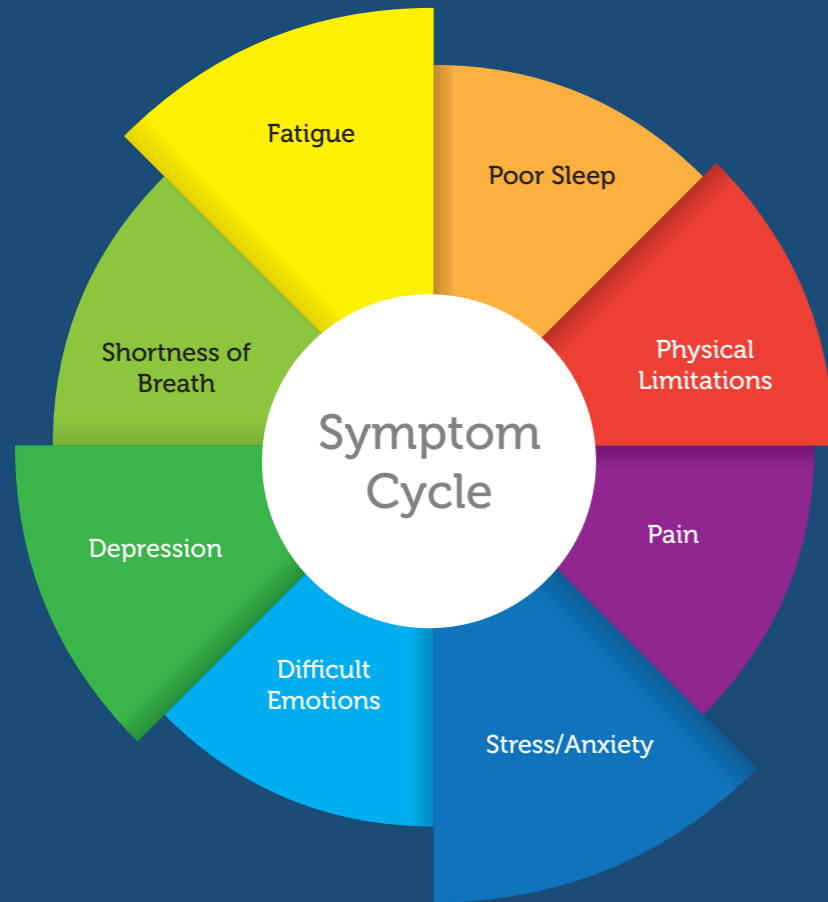 Fatigue
Poor Sleep
Physical
Limitations
Shortness of
Breath
Symptom
Cycle
Pain
Depression
Difficult
Emotions
Stress/Anxiety